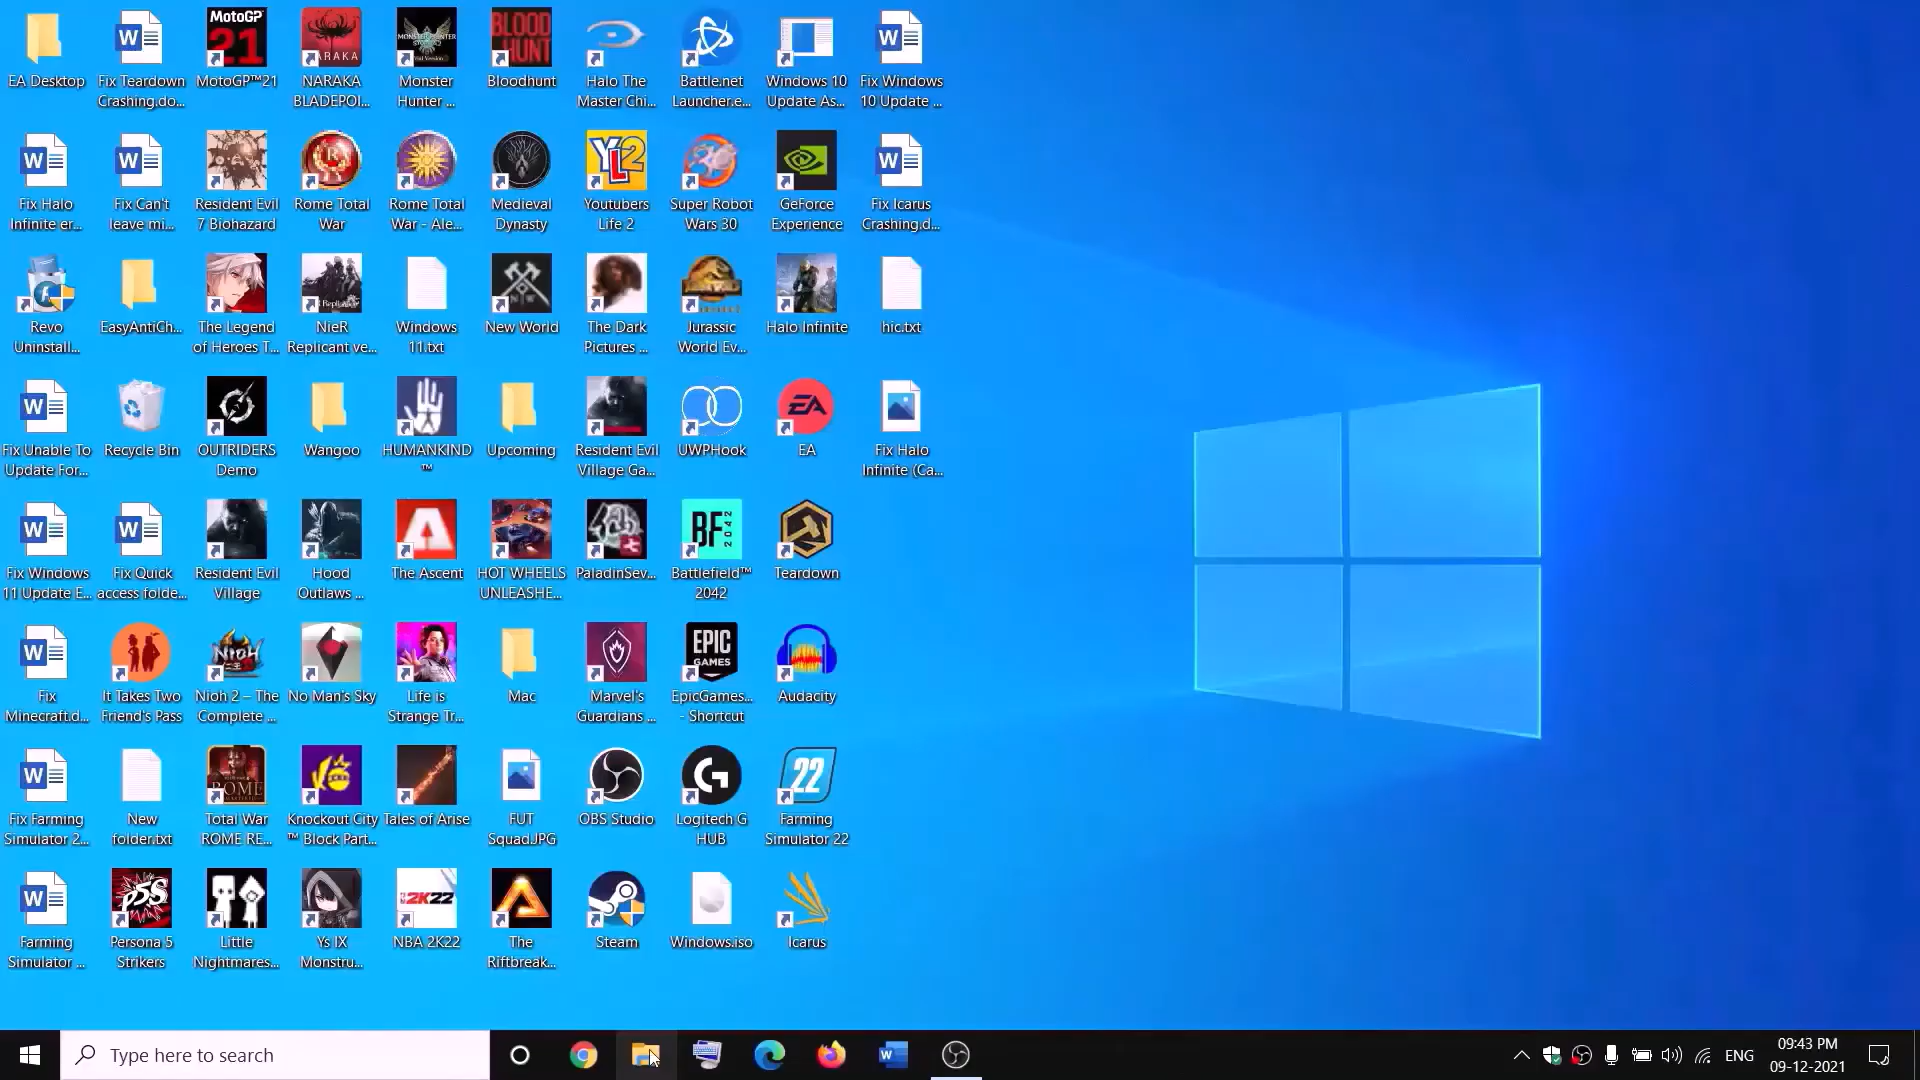 EA Desktop
Fix Teardown
Crashing.do...
MotoGP™21
NARAKA
BLADEPOI...
Monster
Hunter ...
Bloodhunt
Halo The
Master Chi...
Battle.net
Launcher.e...
Windows 10
Update As...
Fix Windows
10 Update ...
Fix Halo
Infinite er...
Fix Can't
leave mi...
Resident Evil
7 Biohazard
Rome Total
War
Rome Total
War - Ale...
Medieval
Dynasty
Youtubers
Life 2
Super Robot
Wars 30
GeForce
Experience
Fix Icarus
Crashing.d...
Revo
Uninstall...
EasyAntiCh...
The Legend
of Heroes T...
NieR
Replicant ve...
Windows
11.txt
New World
The Dark
Pictures ...
Jurassic
World Ev...
Halo Infinite
hic.txt
Fix Unable To
Update For...
Recycle Bin
OUTRIDERS
Demo
Wangoo
HUMANKIND
™
Upcoming
Resident Evil
Village Ga...
UWPHook
EA
Fix Halo
Infinite (Ca...
Fix Windows
11 Update E...
Fix Quick
access folde...
Resident Evil
Village
Hood
Outlaws ...
The Ascent
HOT WHEELS
UNLEASHE...
PaladinSev...
Battlefield™
2042
Teardown
Fix
Minecraft.d...
It Takes Two
Friend's Pass
Nioh 2 – The
Complete ...
No Man's Sky
Life is
Strange Tr...
Mac
Marvel's
Guardians ...
EpicGames...
- Shortcut
Audacity
Fix Farming
Simulator 2...
New
folder.txt
Total War
ROME RE...
Knockout City
™ Block Part...
Tales of Arise
FUT
Squad.JPG
OBS Studio
Logitech G
HUB
Farming
Simulator 22
Farming
Simulator ...
Persona 5
Strikers
Little
Nightmares...
Ys IX
Monstru...
NBA 2K22
The
Riftbreak...
Steam
Windows.iso
Icarus
Type here to search
ENG
09:43 PM
09-12-2021